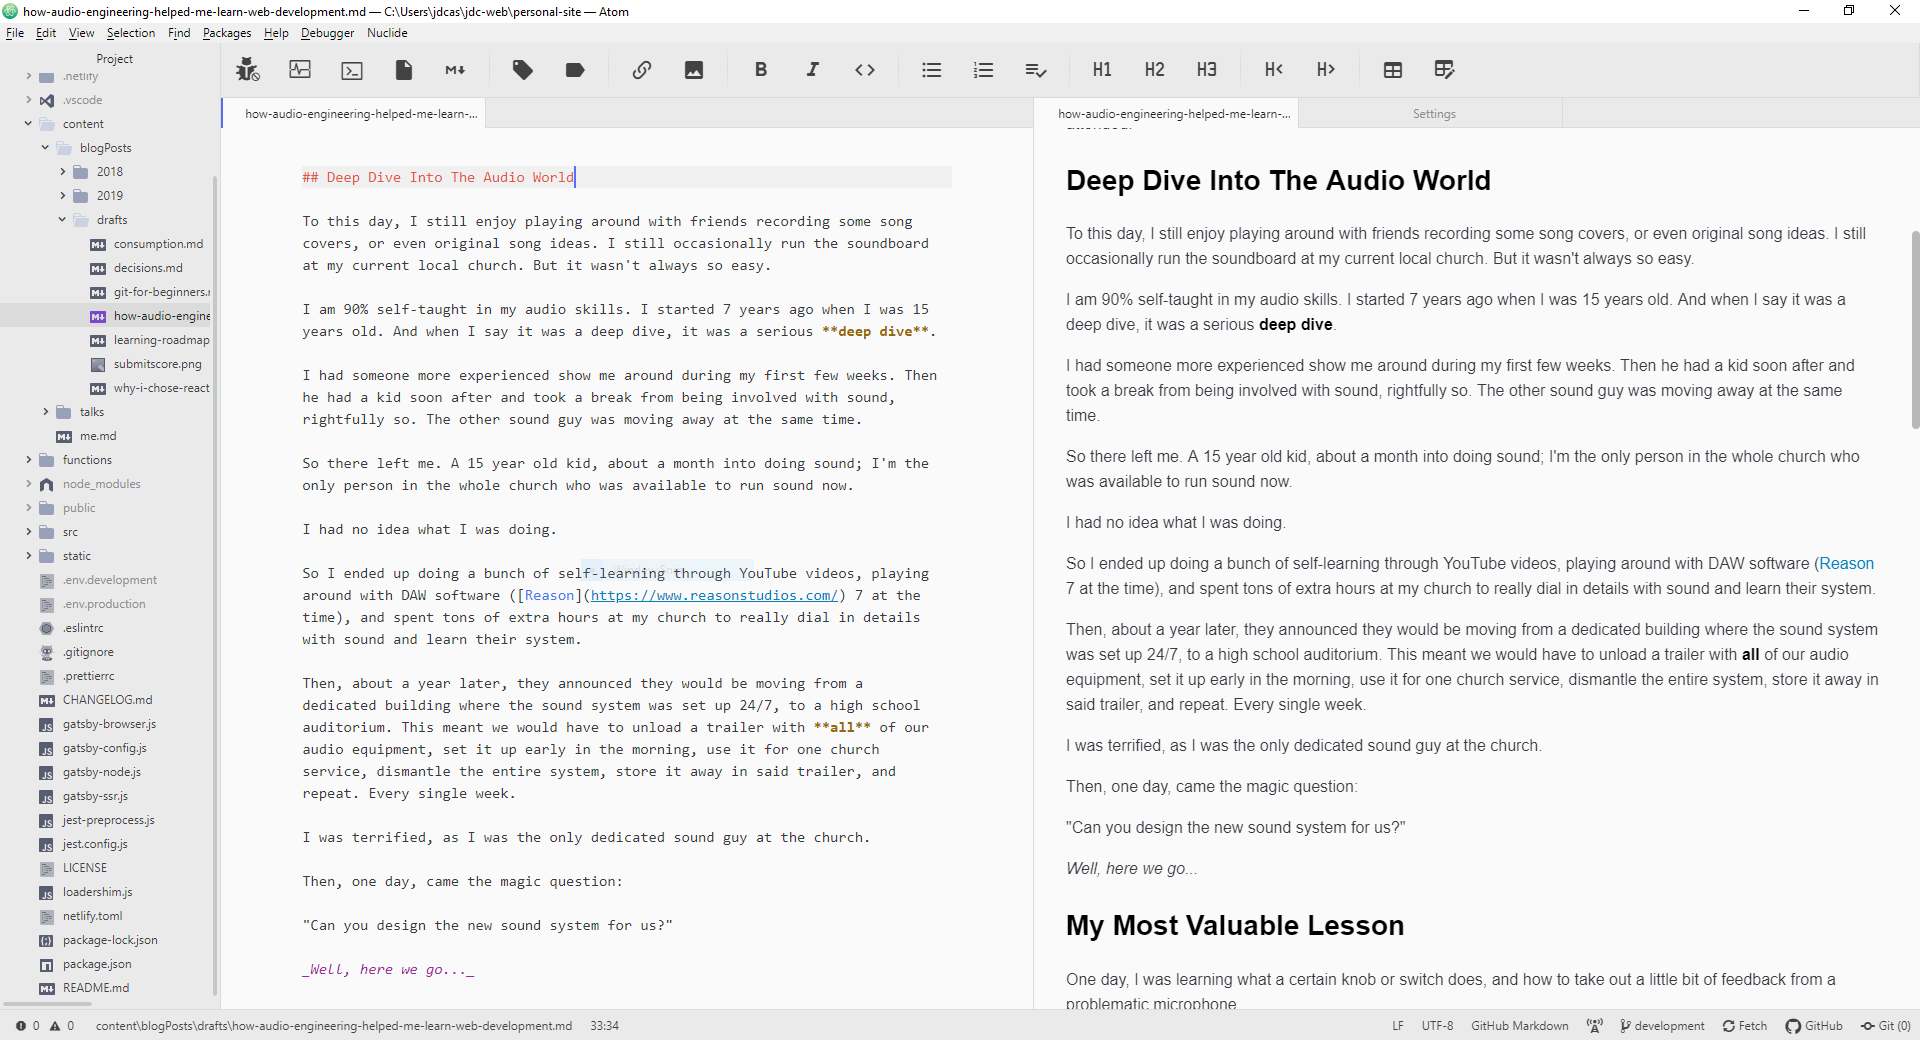 how-audio-engineering-helped-me-learn-web-development.md — C:\Users\jdcas\jdc-web\personal-site — Atom
File Edit View Selection Find Packages Help Debugger Nuclide
Project
.netlify
.vscode
content
blogPosts
2018
2019
drafts
consumption.md
decisions.md
git-for-beginners.
how-audio-engine
learning-roadmap
submitscore.png
why-i-chose-react
talks
me.md
functions
node_modules
public
src
static
.env.development
.env.production
.eslintrc
.gitignore
.prettierrc
CHANGELOG.md
gatsby-browser.js
gatsby-config.js
gatsby-node.js
gatsby-ssr.js
jest-preprocess.js
jest.config.js
LICENSE
loadershim.js
netlify.toml
package-lock.json
package.json
README.md
B I <> H1 H2 H3 H< H>
how-audio-engineering-helped-me-learn-...
## Deep Dive Into The Audio World
To this day, I still enjoy playing around with friends recording some song
covers, or even original song ideas. I still occasionally run the soundboard
at my current local church. But it wasn't always so easy.
I am 90% self-taught in my audio skills. I started 7 years ago when I was 15
years old. And when I say it was a deep dive, it was a serious **deep dive**.
I had someone more experienced show me around during my first few weeks. Then
he had a kid soon after and took a break from being involved with sound,
rightfully so. The other sound guy was moving away at the same time.
So there left me. A 15 year old kid, about a month into doing sound; I'm the
only person in the whole church who was available to run sound now.
I had no idea what I was doing.
So I ended up doing a bunch of self-learning through YouTube videos, playing
around with DAW software ([Reason](https://www.reasonstudios.com/) 7 at the
time), and spent tons of extra hours at my church to really dial in details
with sound and learn their system.
Then, about a year later, they announced they would be moving from a
dedicated building where the sound system was set up 24/7, to a high school
auditorium. This meant we would have to unload a trailer with **all** of our
audio equipment, set it up early in the morning, use it for one church
service, dismantle the entire system, store it away in said trailer, and
repeat. Every single week.
I was terrified, as I was the only dedicated sound guy at the church.
Then, one day, came the magic question:
"Can you design the new sound system for us?"
_Well, here we go..._
how-audio-engineering-helped-me-learn-... Settings
Deep Dive Into The Audio World
To this day, I still enjoy playing around with friends recording some song covers, or even original song ideas. I still
occasionally run the soundboard at my current local church. But it wasn't always so easy.
I am 90% self-taught in my audio skills. I started 7 years ago when I was 15 years old. And when I say it was a
deep dive, it was a serious deep dive.
I had someone more experienced show me around during my first few weeks. Then he had a kid soon after and
took a break from being involved with sound, rightfully so. The other sound guy was moving away at the same
time.
So there left me. A 15 year old kid, about a month into doing sound; I'm the only person in the whole church who
was available to run sound now.
I had no idea what I was doing.
So I ended up doing a bunch of self-learning through YouTube videos, playing around with DAW software (Reason
7 at the time), and spent tons of extra hours at my church to really dial in details with sound and learn their system.
Then, about a year later, they announced they would be moving from a dedicated building where the sound system
was set up 24/7, to a high school auditorium. This meant we would have to unload a trailer with all of our audio
equipment, set it up early in the morning, use it for one church service, dismantle the entire system, store it away in
said trailer, and repeat. Every single week.
I was terrified, as I was the only dedicated sound guy at the church.
Then, one day, came the magic question:
"Can you design the new sound system for us?"
Well, here we go...
My Most Valuable Lesson
One day, I was learning what a certain knob or switch does, and how to take out a little bit of feedback from a
problematic microphone
0 0 content\blogPosts\drafts\how-audio-engineering-helped-me-learn-web-development.md 33:34 LF UTF-8 GitHub Markdown development Fetch GitHub Git (0)